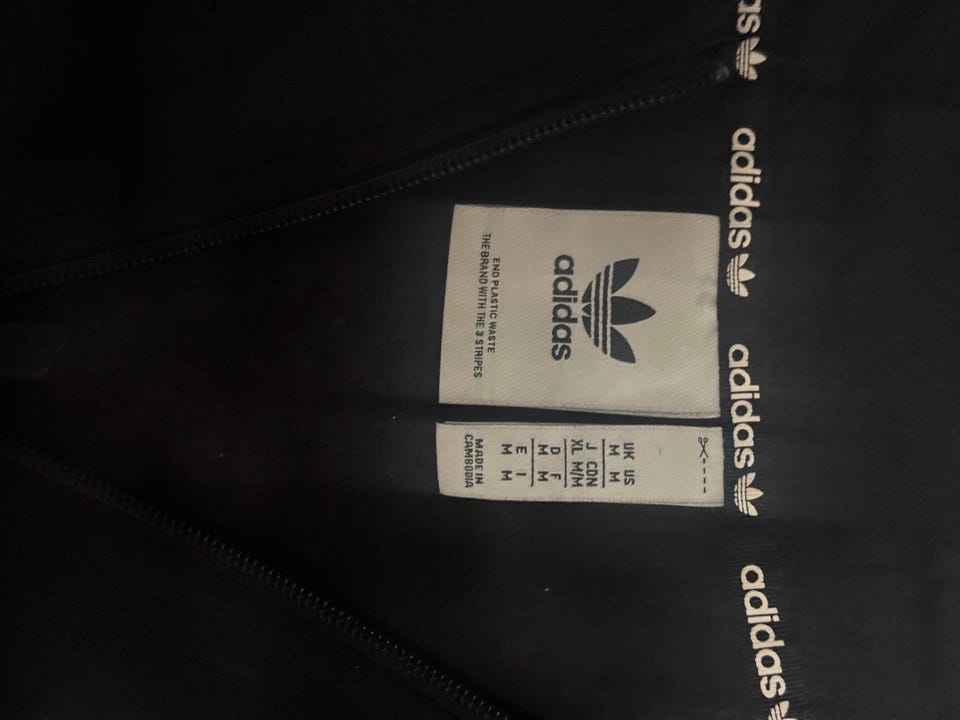 as
adidas
adidas
adidas
adidas
END PLASTIC WASTE
THE BRAND WITH THE 3 STRIPES
UK US
M M
J CDN
XL M/M
D F
M M
E I
M M
MADE IN
CAMBODIA